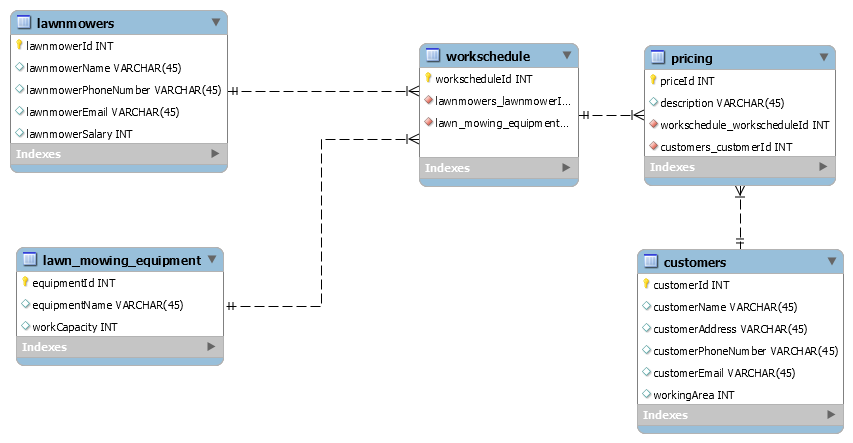 lawnmowers
lawnmowerId INT
lawnmowerName VARCHAR(45)
lawnmowerPhoneNumber VARCHAR(45)
lawnmowerEmail VARCHAR(45)
lawnmowerSalary INT
Indexes
workschedule
workscheduleId INT
lawnmowers_lawnmowerI...
lawn_mowing_equipment...
Indexes
pricing
priceId INT
description VARCHAR(45)
workschedule_workscheduleId INT
customers_customerId INT
Indexes
lawn_mowing_equipment
equipmentId INT
equipmentName VARCHAR(45)
workCapacity INT
Indexes
customers
customerId INT
customerName VARCHAR(45)
customerAddress VARCHAR(45)
customerPhoneNumber VARCHAR(45)
customerEmail VARCHAR(45)
workingArea INT
Indexes